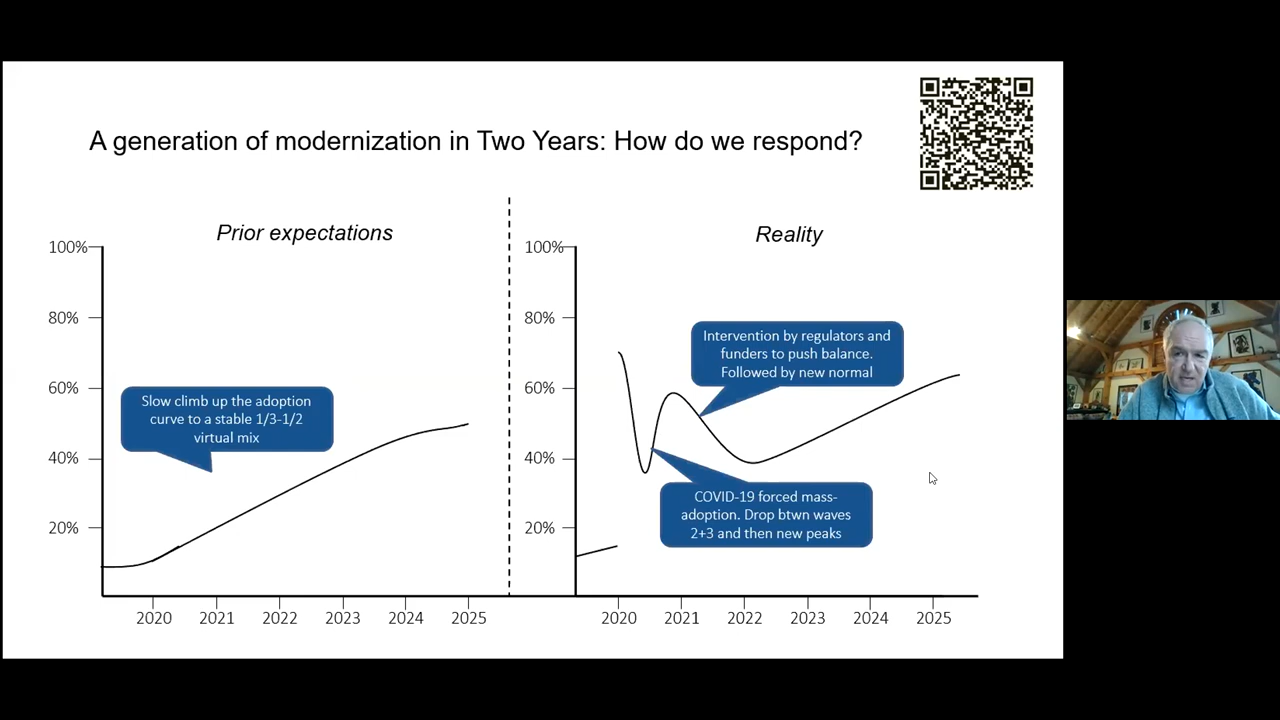 A generation of modernization in Two Years: How do we respond?
Prior expectations
100%
80%
60%
40%
20%
Slow climb up the adoption
curve to a stable 1/3-1/2
virtual mix
2020 2021 2022 2023 2024 2025
Reality
100%
80%
60%
40%
20%
Intervention by regulators and
funders to push balance.
Followed by new normal
COVID-19 forced mass-
adoption. Drop btwn waves
2+3 and then new peaks
2020 2021 2022 2023 2024 2025